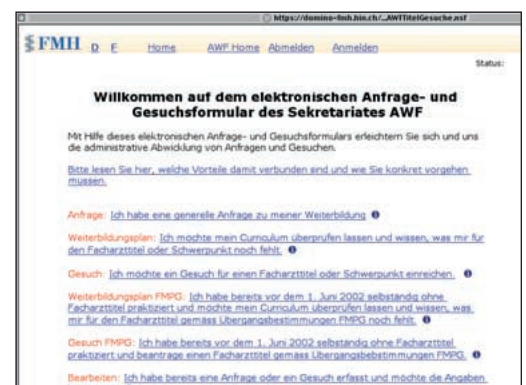 https://domino-fmh.hin.ch/…AWFTitelGesuche.nsf
FMH D F Home AWF Home Abmelden Anmelden
Status:
Willkommen auf dem elektronischen Anfrage- und
Gesuchsformular des Sekretariates AWF
Mit Hilfe dieses elektronischen Anfrage- und Gesuchsformulars erleichtern Sie sich und uns
die administrative Abwicklung von Anfragen und Gesuchen.
Bitte lesen Sie hier, welche Vorteile damit verbunden sind und wie Sie konkret vorgehen
müssen.
Anfrage: Ich habe eine generelle Anfrage zu meiner Weiterbildung
Weiterbildungsplan: Ich möchte mein Curriculum überprüfen lassen und wissen, was mir für
den Facharzttitel oder Schwerpunkt noch fehlt.
Gesuch: Ich möchte ein Gesuch für einen Facharzttitel oder Schwerpunkt einreichen.
Weiterbildungsplan FMPG: Ich habe bereits vor dem 1. Juni 2002 selbständig ohne
Facharzttitel praktiziert und möchte mein Curriculum überprüfen lassen und wissen, was
mir für den Facharzttitel gemäss Übergangsbestimmungen FMPG noch fehlt.
Gesuch FMPG: Ich habe bereits vor dem 1. Juni 2002 selbständig ohne Facharzttitel
praktiziert und beantrage einen Facharzttitel gemäss Übergangsbebstimmungen FMPG.
Bearbeiten: Ich habe bereits eine Anfrage oder ein Gesuch erfasst und möchte die Angaben